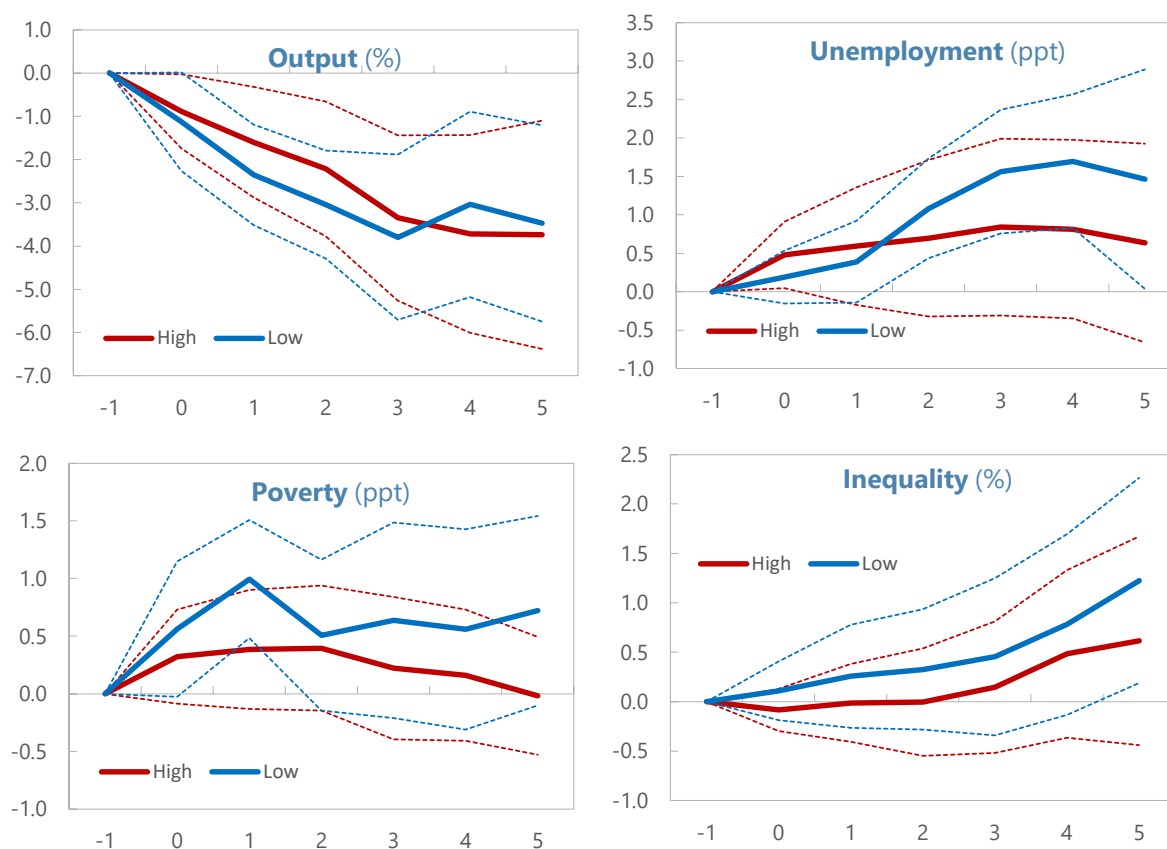 Output (%)
1.0
0.0
-1.0
-2.0
-3.0
-4.0
-5.0
-6.0
-7.0
High
Low
-1 0 1 2 3 4 5
Unemployment (ppt)
3.5
3.0
2.5
2.0
1.5
1.0
0.5
0.0
-0.5
-1.0
High
Low
-1 0 1 2 3 4 5
Poverty (ppt)
2.0
1.5
1.0
0.5
0.0
-0.5
-1.0
High
Low
-1 0 1 2 3 4 5
Inequality (%)
2.5
2.0
1.5
1.0
0.5
0.0
-0.5
-1.0
High
Low
-1 0 1 2 3 4 5